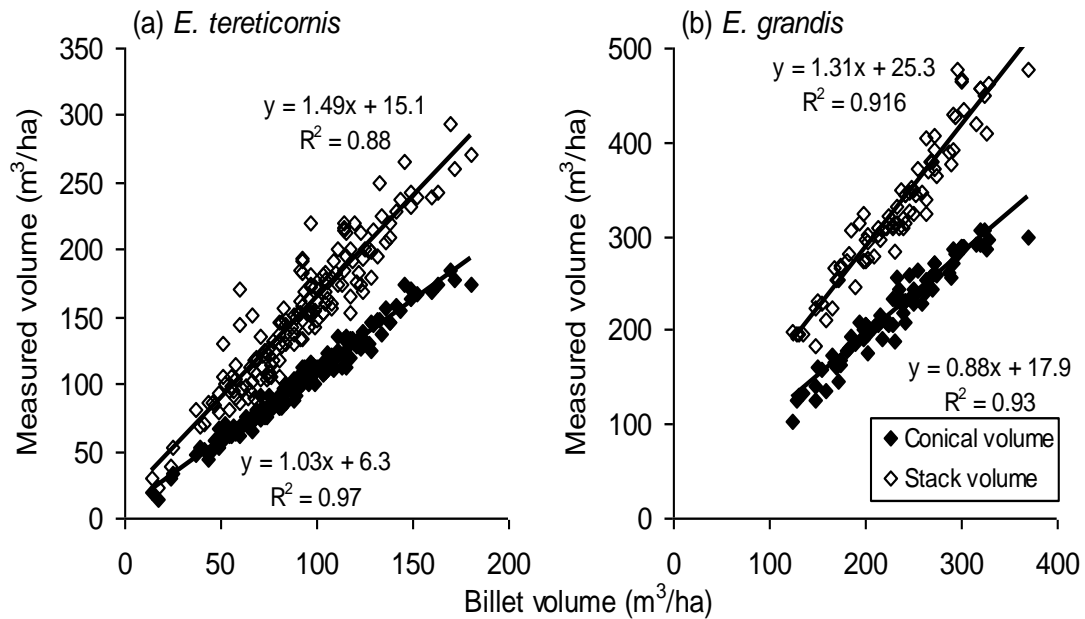 (a) E. tereticornis
350
300
250
200
150
100
50
0
Measured volume (m³/ha)
y = 1.49x + 15.1
R² = 0.88
y = 1.03x + 6.3
R² = 0.97
0 50 100 150 200
(b) E. grandis
500
400
300
200
100
0
Measured volume (m³/ha)
y = 1.31x + 25.3
R² = 0.916
y = 0.88x + 17.9
R² = 0.93
Conical volume
Stack volume
0 100 200 300 400
Billet volume (m³/ha)